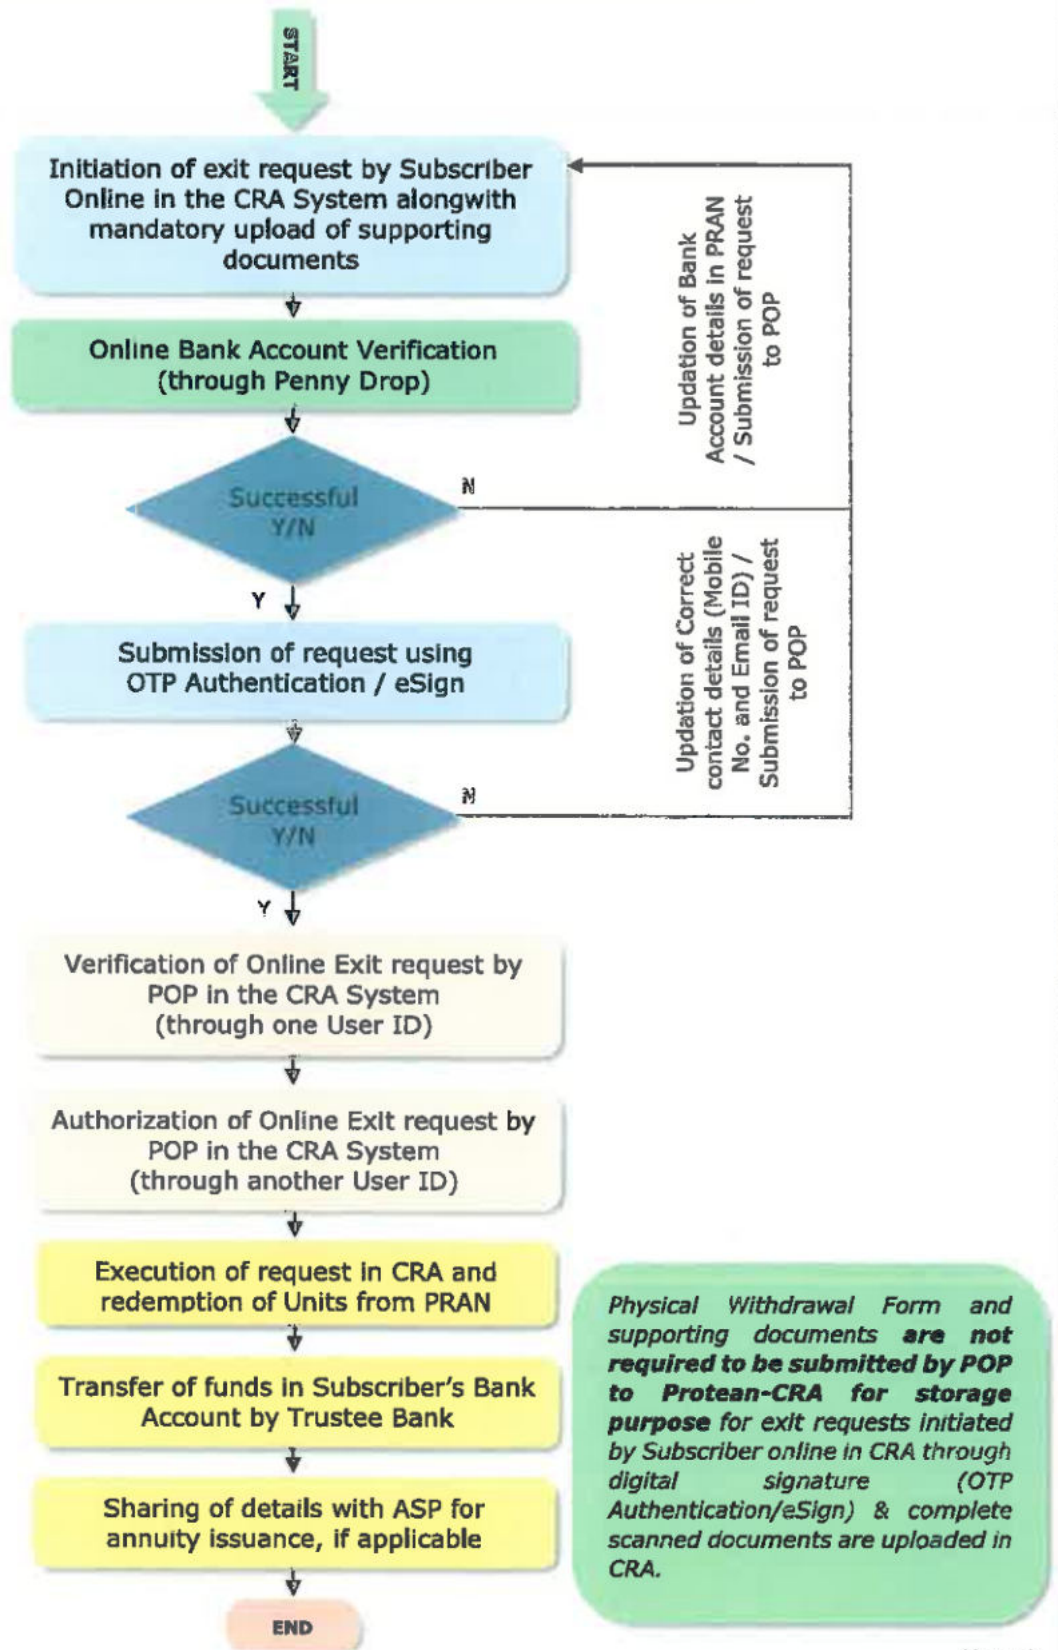 START
Initiation of exit request by Subscriber
Online in the CRA System alongwith
mandatory upload of supporting
documents
Online Bank Account Verification
(through Penny Drop)
Successful
Y/N
N
Updation of Bank
Account details in PRAN
/ Submission of request
to POP
Y
Submission of request using
OTP Authentication / eSign
Successful
Y/N
N
Updation of Correct
contact details (Mobile
No. and Email ID) /
Submission of request
to POP
Y
Verification of Online Exit request by
POP in the CRA System
(through one User ID)
Authorization of Online Exit request by
POP in the CRA System
(through another User ID)
Execution of request in CRA and
redemption of Units from PRAN
Transfer of funds in Subscriber's Bank
Account by Trustee Bank
Sharing of details with ASP for
annuity issuance, if applicable
END
Physical Withdrawal Form and
supporting documents are not
required to be submitted by POP
to Protean-CRA for storage
purpose for exit requests initiated
by Subscriber online in CRA through
digital signature (OTP
Authentication/eSign) & complete
scanned documents are uploaded in
CRA.